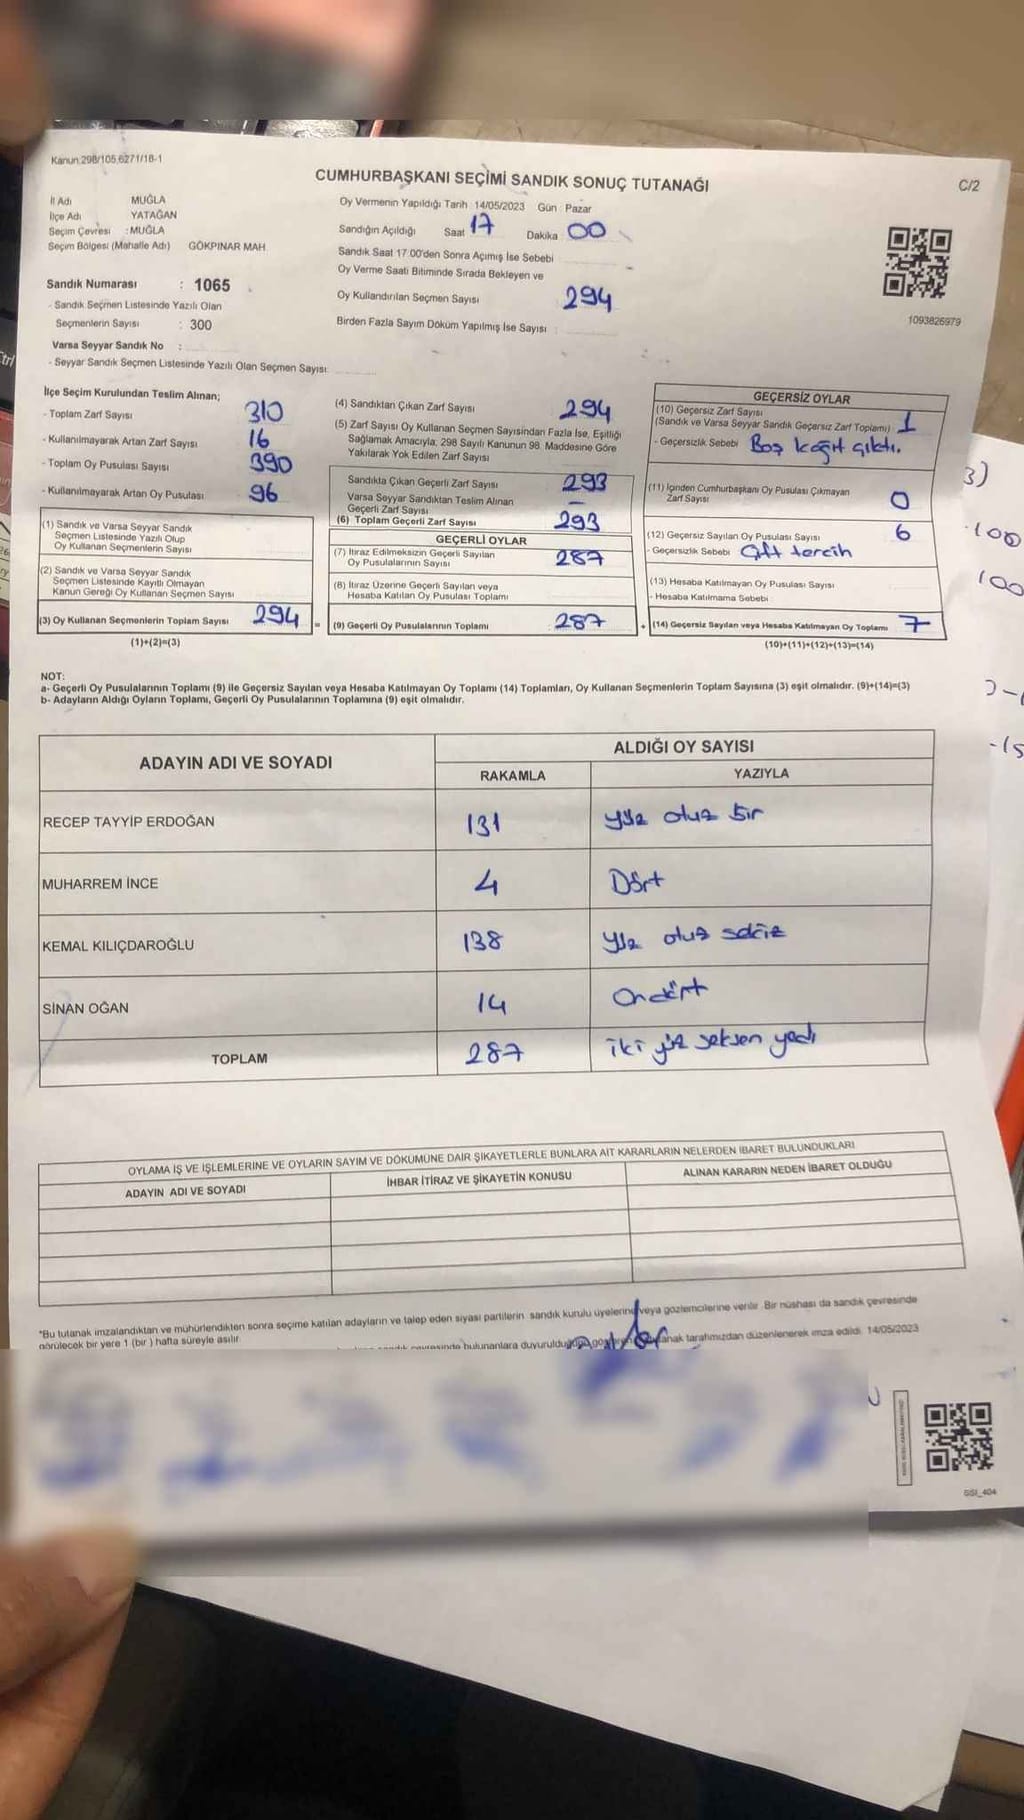 Kanun:298/105,6271/18-1
CUMHURBAŞKANI SEÇİMİ SANDIK SONUÇ TUTANAĞI
C/2
İl Adı MUĞLA
İlçe Adı YATAĞAN
Seçim Çevresi : MUĞLA
Seçim Bölgesi (Mahalle Adı) GÖKPINAR MAH.
Sandık Numarası : 1065
- Sandık Seçmen Listesinde Yazılı Olan
Seçmenlerin Sayısı : 300
Varsa Seyyar Sandık No :
- Seyyar Sandık Seçmen Listesinde Yazılı Olan Seçmen Sayısı:
Oy Vermenin Yapıldığı Tarih : 14/05/2023 Gün : Pazar
Sandığın Açıldığı Saat 17 Dakika 00
Sandık Saat 17:00'den Sonra Açımış İse Sebebi
Oy Verme Saati Bitiminde Sırada Bekleyen ve
Oy Kullandırılan Seçmen Sayısı 294
Birden Fazla Sayım Döküm Yapılmış İse Sayısı :
1093826979
İlçe Seçim Kurulundan Teslim Alınan;
- Toplam Zarf Sayısı 310
- Kullanılmayarak Artan Zarf Sayısı 16
- Toplam Oy Pusulası Sayısı 390
- Kullanılmayarak Artan Oy Pusulası 96
(1) Sandık ve Varsa Seyyar Sandık
Seçmen Listesinde Yazılı Olup
Oy Kullanan Seçmenlerin Sayısı
(2) Sandık ve Varsa Seyyar Sandık
Seçmen Listesinde Kayıtlı Olmayan
Kanun Gereği Oy Kullanan Seçmen Sayısı
(3) Oy Kullanan Seçmenlerin Toplam Sayısı 294 =
(1)+(2)=(3)
(4) Sandıktan Çıkan Zarf Sayısı 294
(5) Zarf Sayısı Oy Kullanan Seçmen Sayısından Fazla İse, Eşitliği
Sağlamak Amacıyla, 298 Sayılı Kanunun 98. Maddesine Göre
Yakılarak Yok Edilen Zarf Sayısı
Sandıkta Çıkan Geçerli Zarf Sayısı 293
Varsa Seyyar Sandıktan Teslim Alınan
Geçerli Zarf Sayısı –
(6) Toplam Geçerli Zarf Sayısı 293
GEÇERLİ OYLAR
(7) İtiraz Edilmeksizin Geçerli Sayılan
Oy Pusulalarının Sayısı 287
(8) İtiraz Üzerine Geçerli Sayılan veya
Hesaba Katılan Oy Pusulası Toplamı
(9) Geçerli Oy Pusulalarının Toplamı 287 +
GEÇERSİZ OYLAR
(10) Geçersiz Zarf Sayısı
(Sandık ve Varsa Seyyar Sandık Geçersiz Zarf Toplamı) 1
- Geçersizlik Sebebi Boş kağıt çıktı.
(11) İçinden Cumhurbaşkanı Oy Pusulası Çıkmayan
Zarf Sayısı 0
(12) Geçersiz Sayılan Oy Pusulası Sayısı 6
- Geçersizlik Sebebi Çift tercih
(13) Hesaba Katılmayan Oy Pusulası Sayısı
- Hesaba Katılmama Sebebi
(14) Geçersiz Sayılan veya Hesaba Katılmayan Oy Toplamı 7
(10)+(11)+(12)+(13)=(14)
NOT:
a- Geçerli Oy Pusulalarının Toplamı (9) ile Geçersiz Sayılan veya Hesaba Katılmayan Oy Toplamı (14) Toplamları, Oy Kullanan Seçmenlerin Toplam Sayısına (3) eşit olmalıdır. (9)+(14)=(3)
b- Adayların Aldığı Oyların Toplamı, Geçerli Oy Pusulalarının Toplamına (9) eşit olmalıdır.
ADAYIN ADI VE SOYADI
ALDIĞI OY SAYISI
RAKAMLA YAZIYLA
RECEP TAYYİP ERDOĞAN 131 yüz otuz bir
MUHARREM İNCE 4 Dört
KEMAL KILIÇDAROĞLU 138 yüz otuz sekiz
SİNAN OĞAN 14 Ondört
TOPLAM 287 iki yüz seksen yedi
OYLAMA İŞ VE İŞLEMLERİNE VE OYLARIN SAYIM VE DÖKÜMÜNE DAİR ŞİKAYETLERLE BUNLARA AİT KARARLARIN NELERDEN İBARET BULUNDUKLARI
ADAYIN ADI VE SOYADI İHBAR İTİRAZ VE ŞİKAYETİN KONUSU ALINAN KARARIN NEDEN İBARET OLDUĞU
*Bu tutanak imzalandıktan ve mühürlendikten sonra seçime katılan adayların ve talep eden siyasi partilerin sandık kurulu üyelerine veya gözlemcilerine verilir. Bir nüshası da sandık çevresinde
görülecek bir yere 1 (bir) hafta süreyle asılır.
bulunanlara duyurulduğunu tarafımızdan düzenlenerek imza edildi. 14/05/2023
SSI_404
3)
100
100